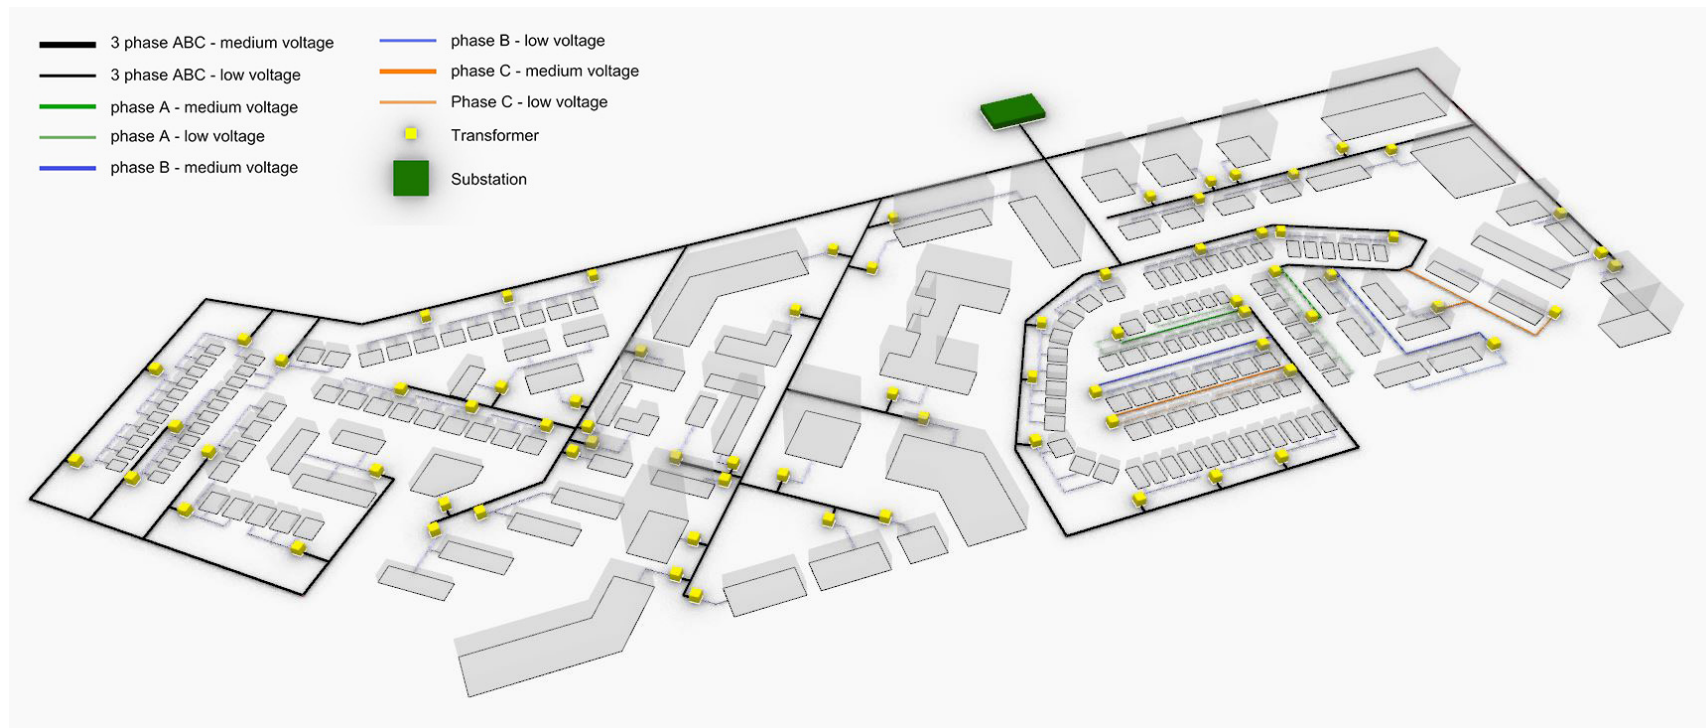 3 phase ABC - medium voltage
3 phase ABC - low voltage
phase A - medium voltage
phase A - low voltage
phase B - medium voltage
phase B - low voltage
phase C - medium voltage
Phase C - low voltage
Transformer
Substation